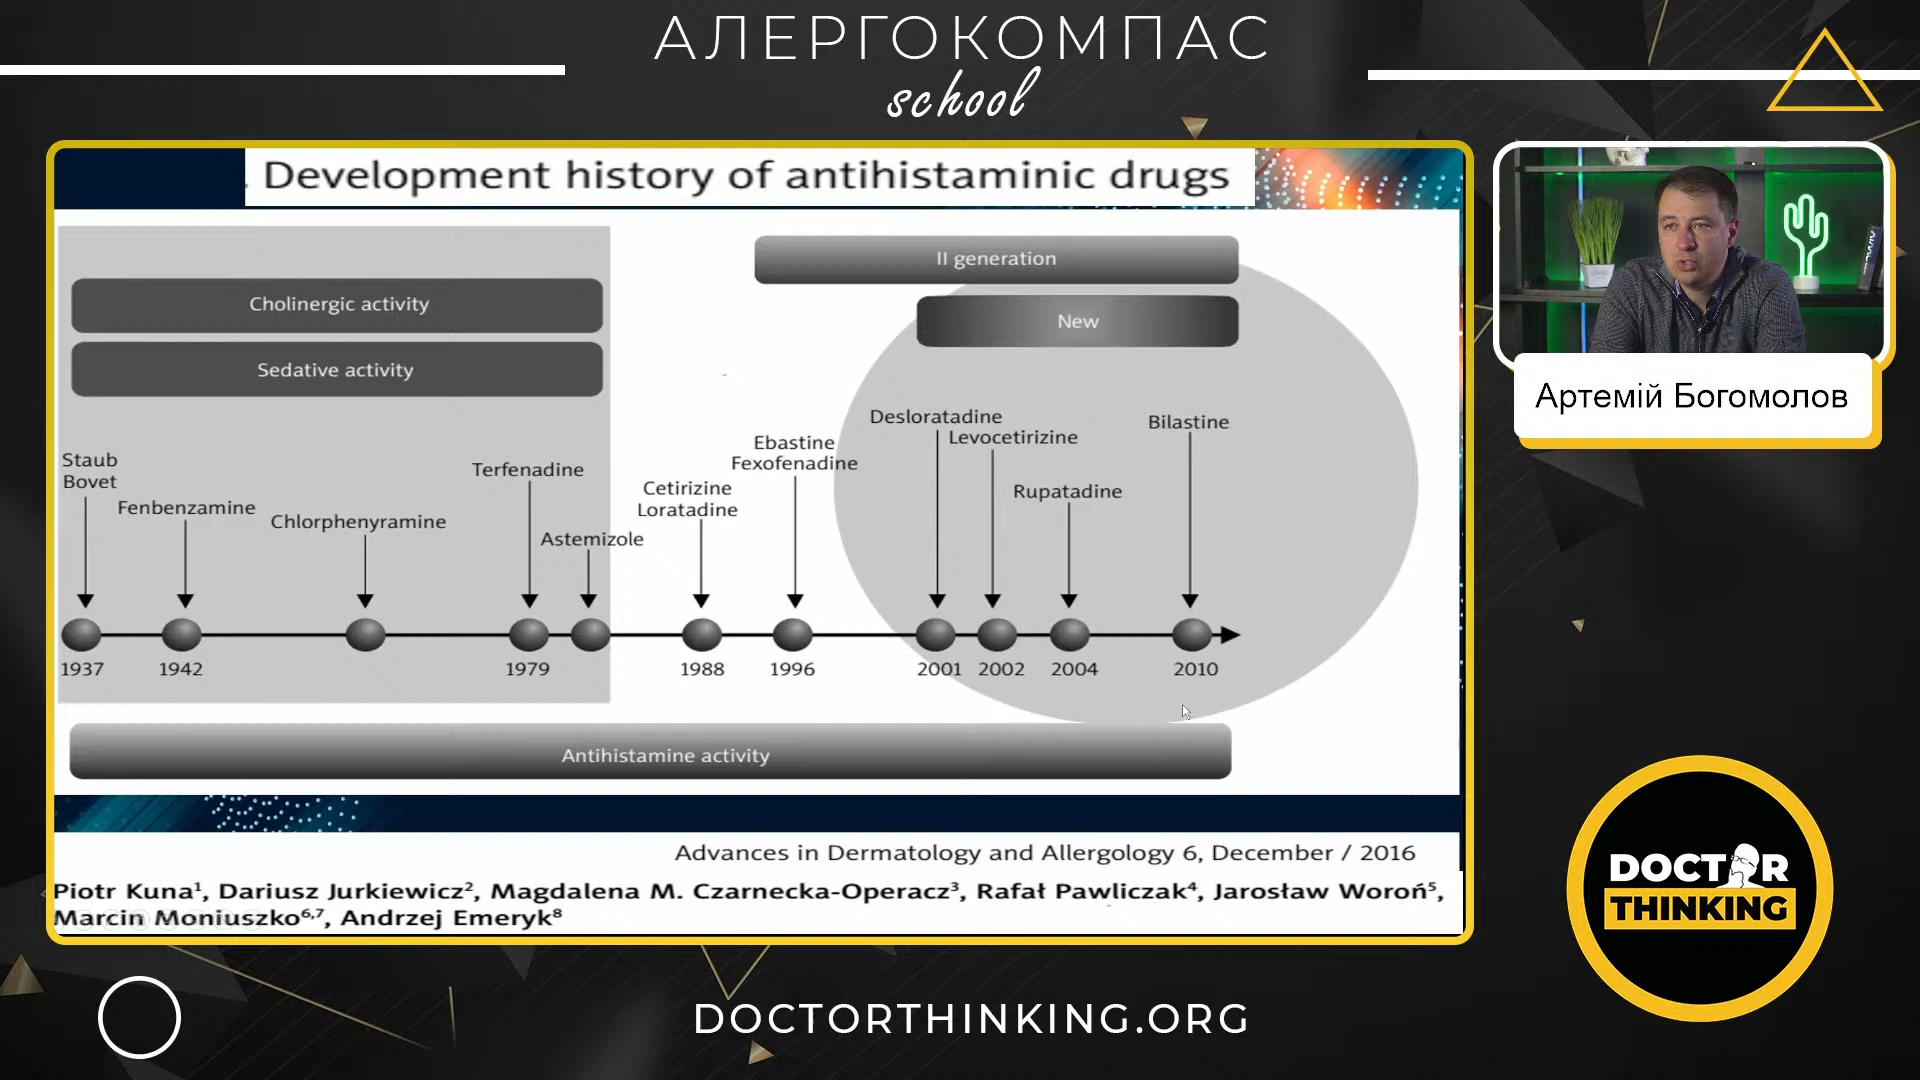 АЛЕРГОКОМПАС
school
. Development history of antihistaminic drugs
II generation
Cholinergic activity
New
Sedative activity
Desloratadine
Levocetirizine
Bilastine
Ebastine
Fexofenadine
Staub
Bovet
Terfenadine
Cetirizine
Loratadine
Rupatadine
Fenbenzamine
Chlorphenyramine
Astemizole
1937 1942 1979 1988 1996 2001 2002 2004 2010
Antihistamine activity
Advances in Dermatology and Allergology 6, December / 2016
Piotr Kuna¹, Dariusz Jurkiewicz², Magdalena M. Czarnecka-Operacz³, Rafał Pawliczak⁴, Jarosław Woroń⁵,
Marcin Moniuszko⁶,⁷, Andrzej Emeryk⁸
Артемій Богомолов
DOCTOR
THINKING
DOCTORTHINKING.ORG